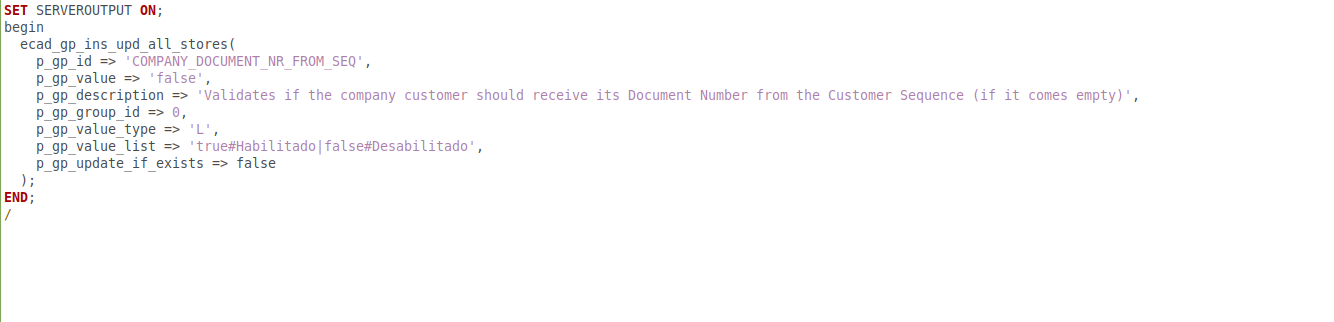 SET SERVEROUTPUT ON;
begin
  ecad_gp_ins_upd_all_stores(
    p_gp_id => 'COMPANY_DOCUMENT_NR_FROM_SEQ',
    p_gp_value => 'false',
    p_gp_description => 'Validates if the company customer should receive its Document Number from the Customer Sequence (if it comes empty)',
    p_gp_group_id => 0,
    p_gp_value_type => 'L',
    p_gp_value_list => 'true#Habilitado|false#Desabilitado',
    p_gp_update_if_exists => false
  );
END;
/